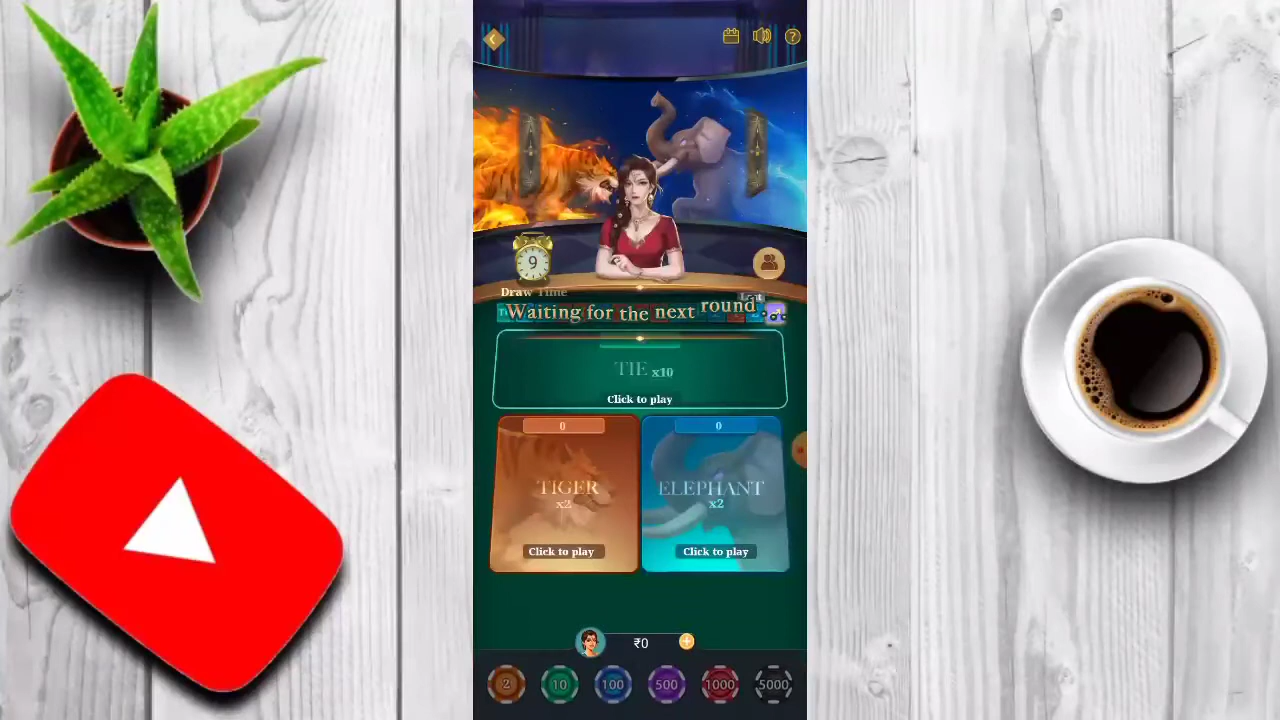 9
Draw Time
Waiting for the next round
TIE x10
Click to play
0
0
TIGER
x2
ELEPHANT
x2
Click to play
Click to play
₹0
2
10
100
500
1000
5000